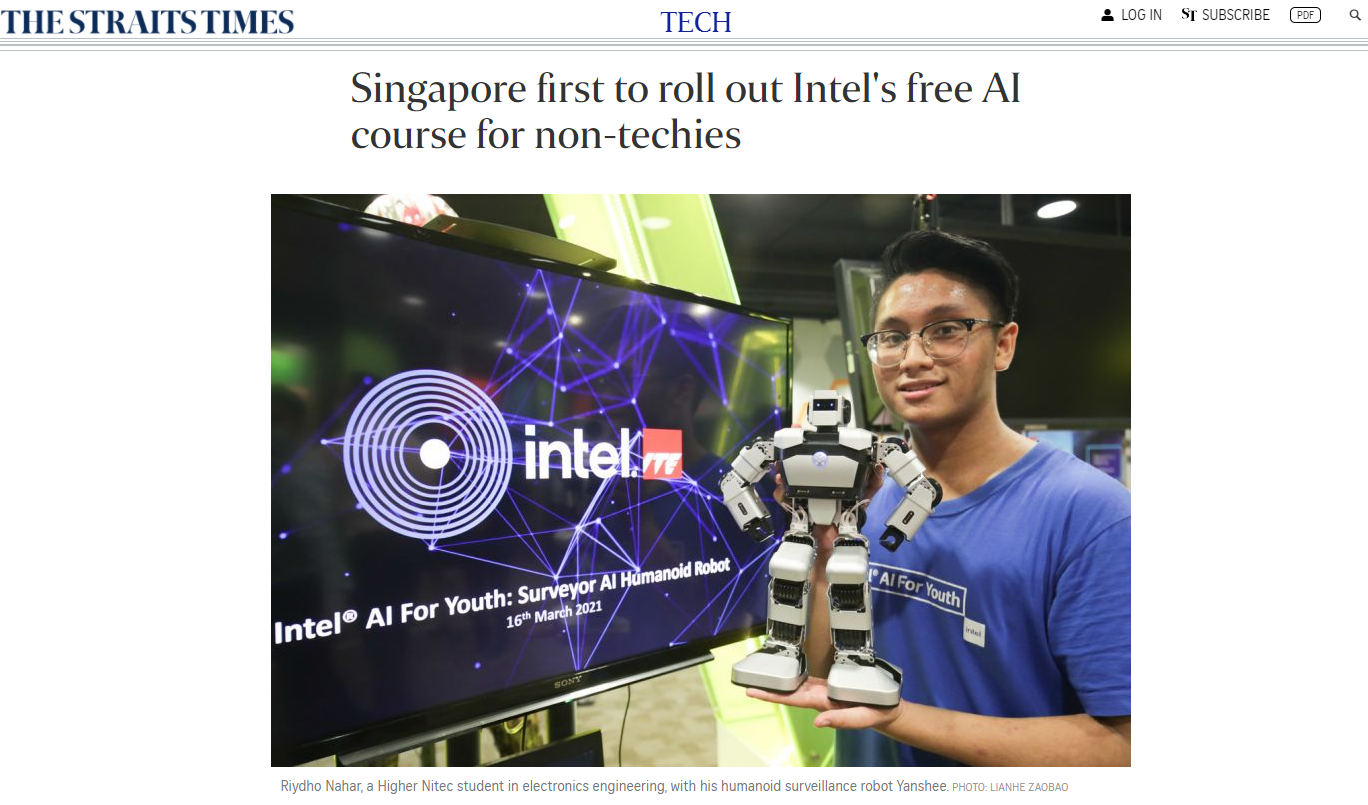 THE STRAITS TIMES
TECH
LOG IN
ST SUBSCRIBE
PDF
Singapore first to roll out Intel's free AI
course for non-techies
intel.
ITE
Intel® AI For Youth: Surveyor AI Humanoid Robot
16th March 2021
SONY
® AI For Youth
intel
Riydho Nahar, a Higher Nitec student in electronics engineering, with his humanoid surveillance robot Yanshee. PHOTO: LIANHE ZAOBAO